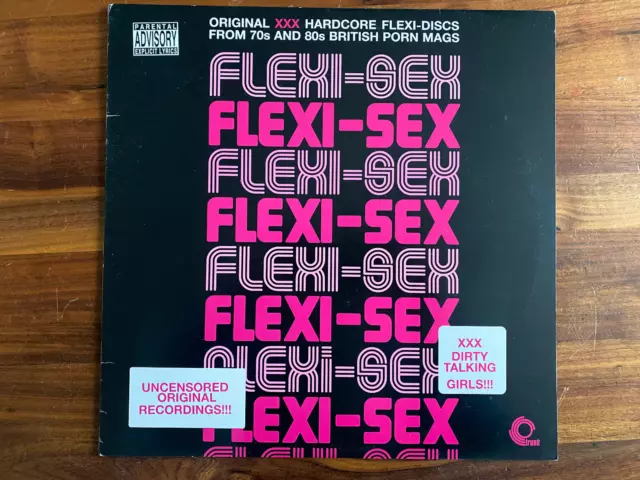 PARENTAL
ADVISORY
EXPLICIT LYRICS
ORIGINAL XXX HARDCORE FLEXI-DISCS
FROM 70s AND 80s BRITISH PORN MAGS
FLEXI-SEX
FLEXI-SEX
FLEXI-SEX
FLEXI-SEX
FLEXI-SEX
FLEXI-SEX
FLEXI-SEX
FLEXI-SEX
FLEXI-SEX
XXX
DIRTY
TALKING
GIRLS!!!
UNCENSORED
ORIGINAL
RECORDINGS!!!
trunk